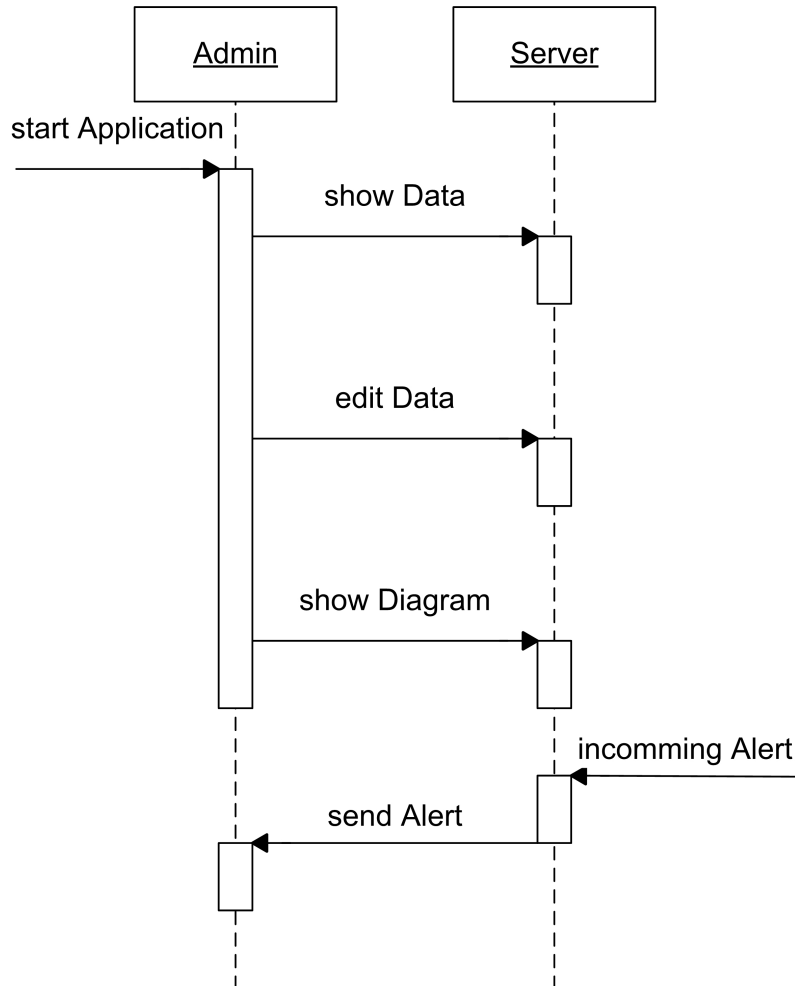 Admin
Server
start Application
show Data
edit Data
show Diagram
incomming Alert
send Alert